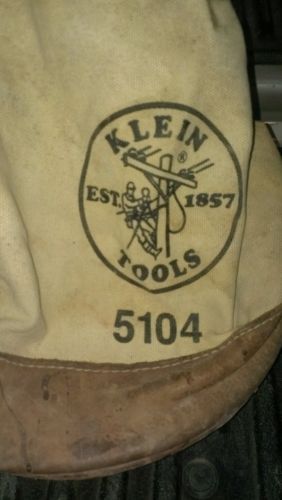 KLEIN
®
EST. 1857
TOOLS
5104